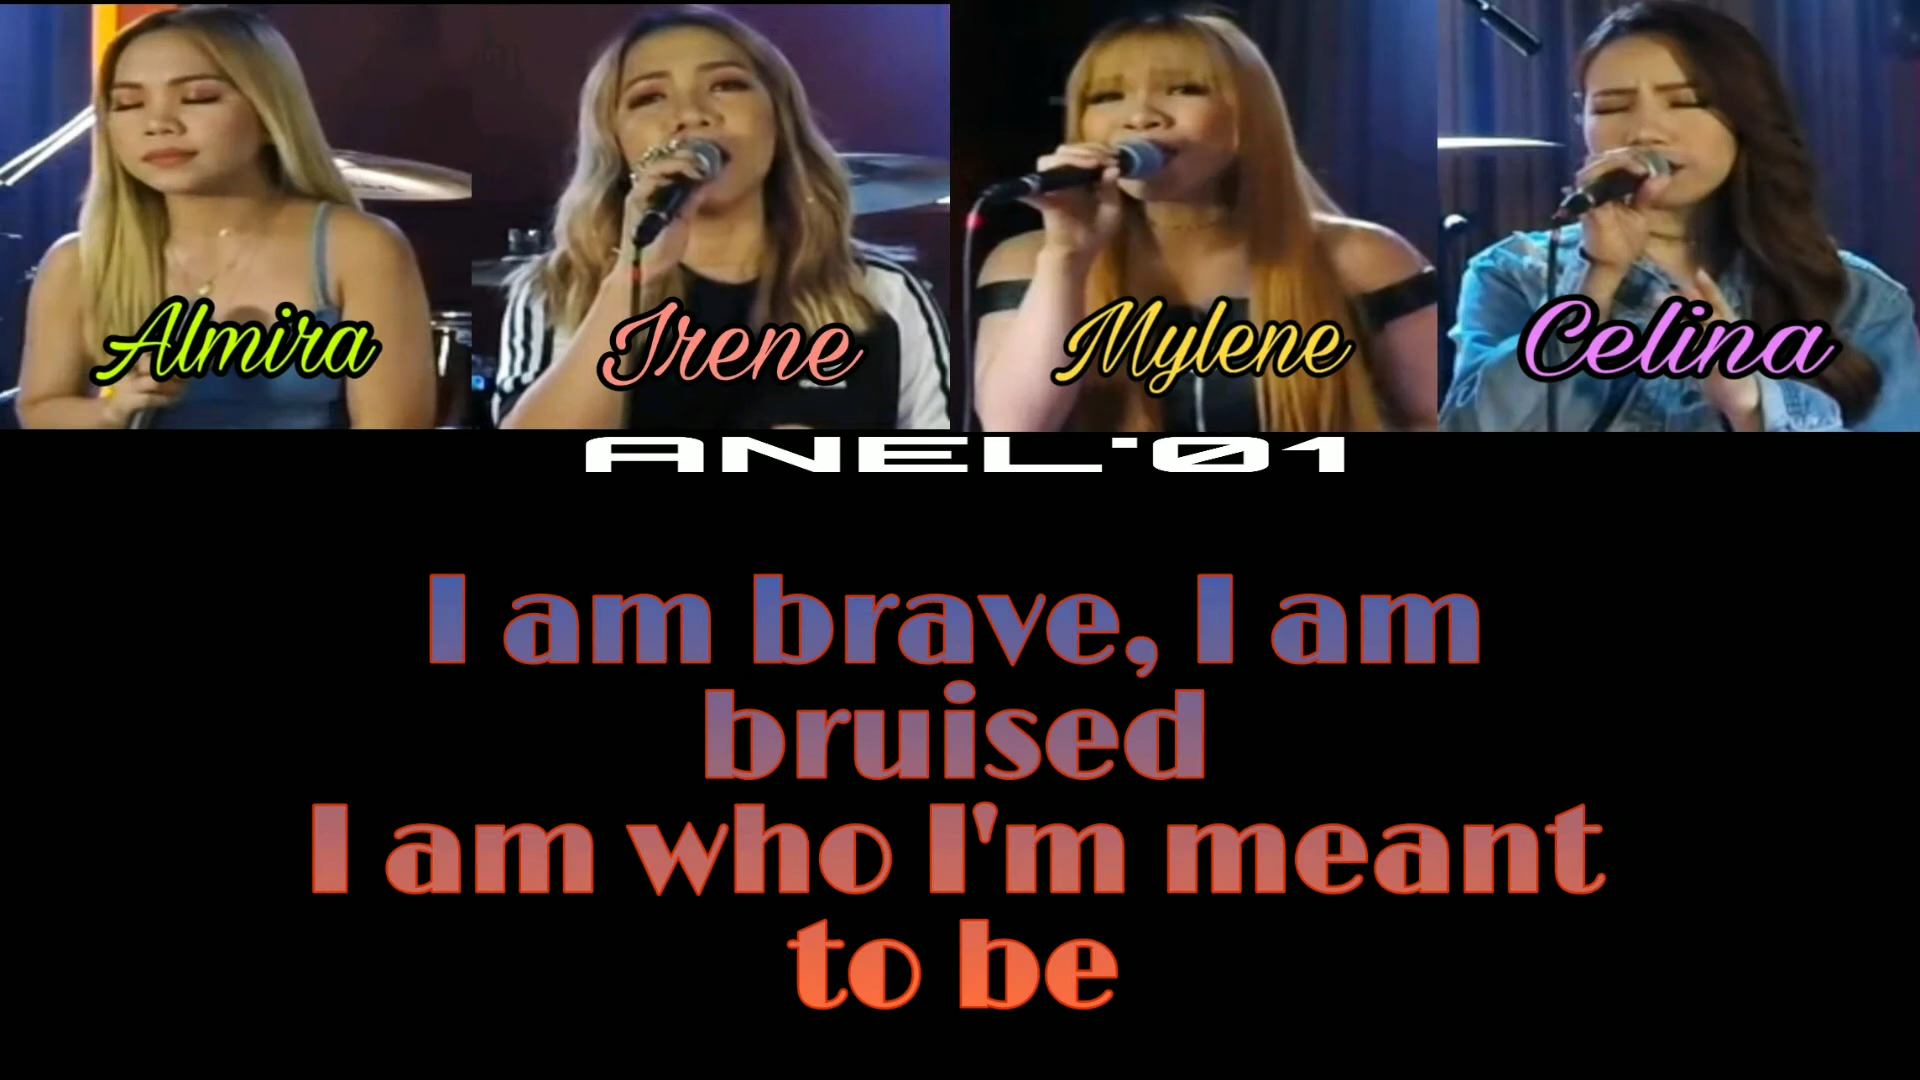 Almira Irene Mylene Celina
ANEL'01
I am brave, I am
bruised
I am who I'm meant
to be